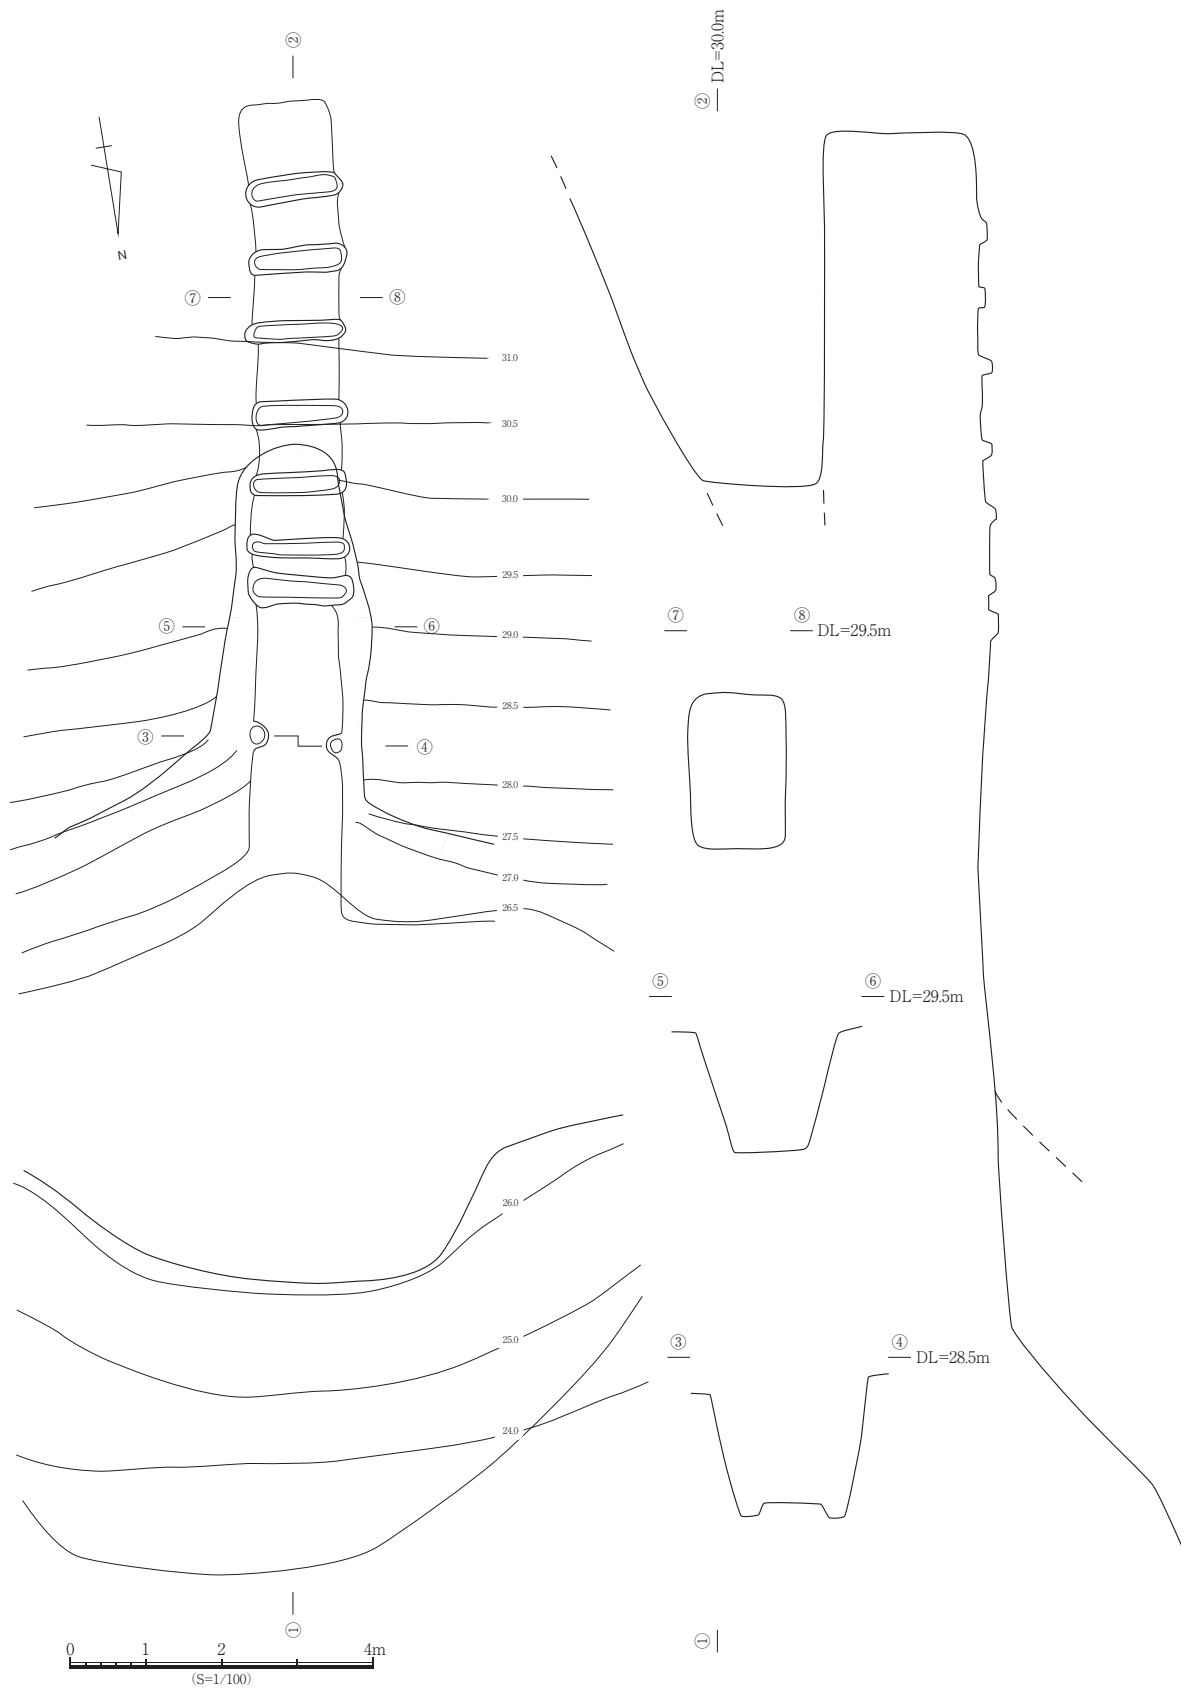 ②
② DL=30.0m
N
⑦ ⑧
31.0
30.5
30.0
29.5
⑤ ⑥
29.0
28.5
③ ④
28.0
27.5
27.0
26.5
26.0
25.0
24.0
①
0 1 2 4m
(S=1/100)
⑦ ⑧ DL=29.5m
⑤ ⑥ DL=29.5m
③ ④ DL=28.5m
①